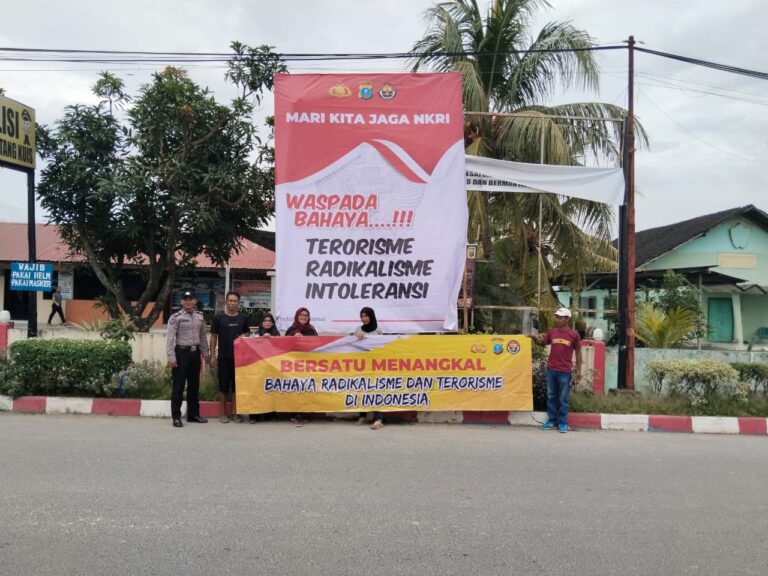 MARI KITA JAGA NKRI
WASPADA
BAHAYA....!!!
TERORISME
RADIKALISME
INTOLERANSI
BERSATU MENANGKAL
BAHAYA RADIKALISME DAN TERORISME
DI INDONESIA
WAJIB
PAKAI HELM
PAKAI MASKER